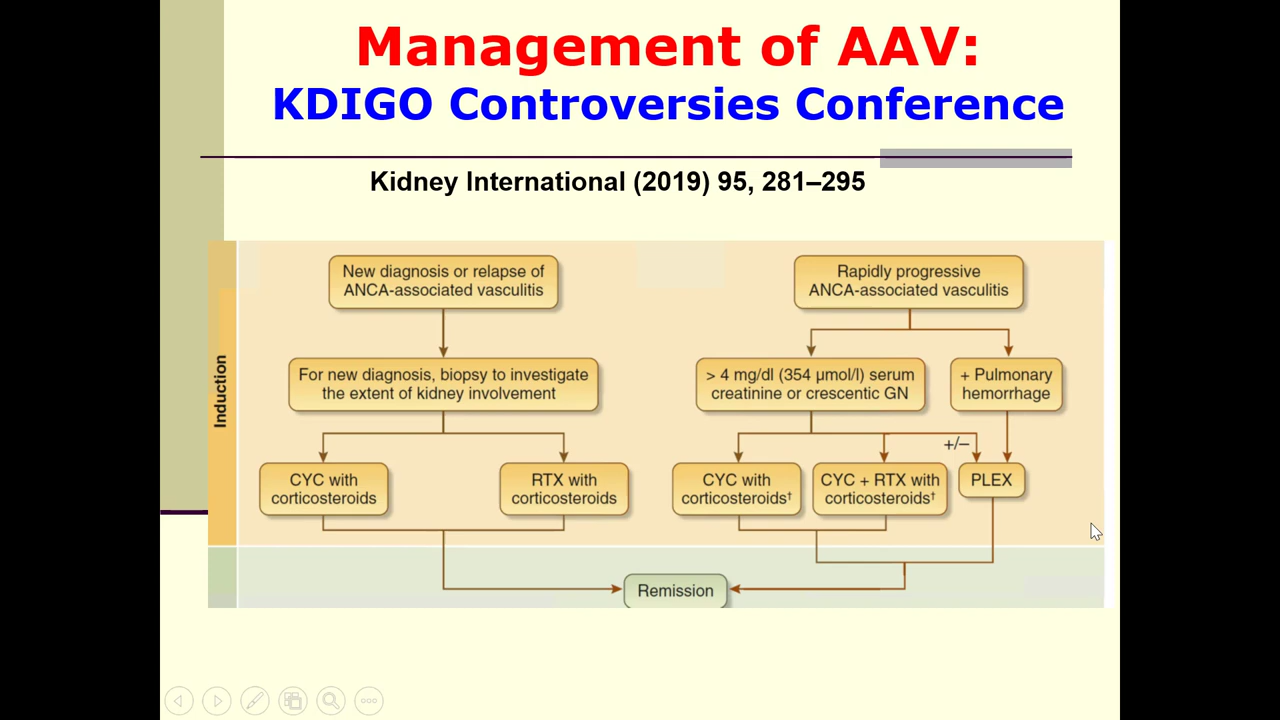 Management of AAV:
KDIGO Controversies Conference
Kidney International (2019) 95, 281–295
Induction
New diagnosis or relapse of
ANCA-associated vasculitis
Rapidly progressive
ANCA-associated vasculitis
For new diagnosis, biopsy to investigate
the extent of kidney involvement
> 4 mg/dl (354 µmol/l) serum
creatinine or crescentic GN
+ Pulmonary
hemorrhage
+/–
CYC with
corticosteroids
RTX with
corticosteroids
CYC with
corticosteroids†
CYC + RTX with
corticosteroids†
PLEX
Remission